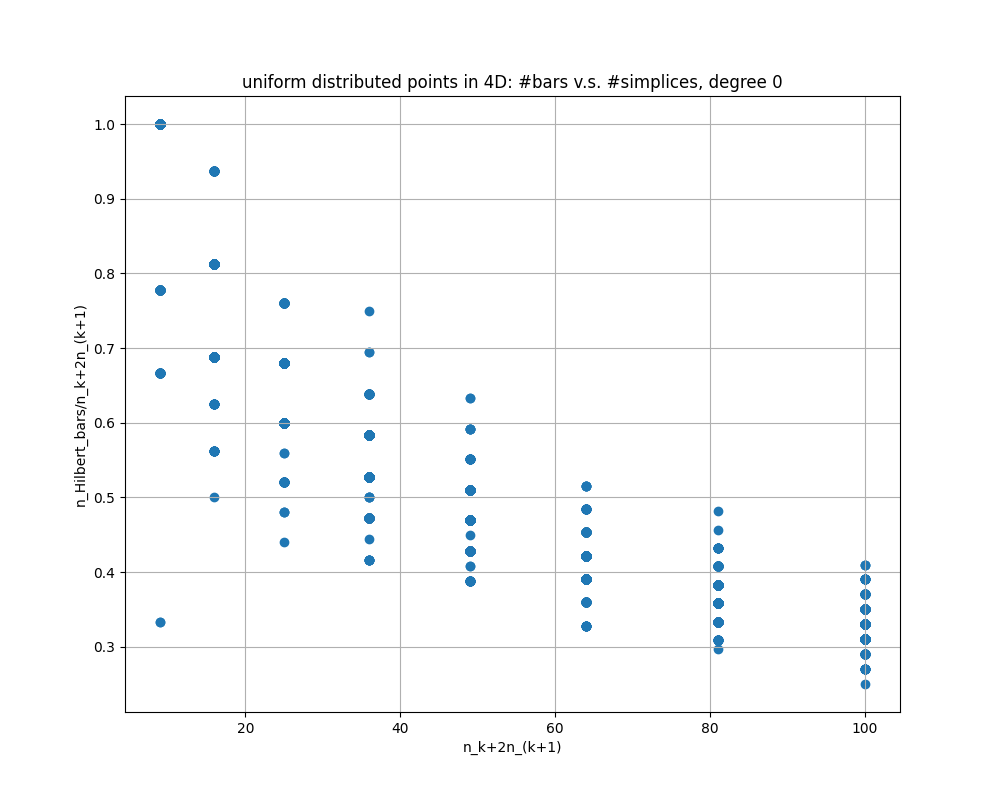 uniform distributed points in 4D: #bars v.s. #simplices, degree 0
n_Hilbert_bars/n_k+2n_(k+1)
1.0
0.9
0.8
0.7
0.6
0.5
0.4
0.3
20 40 60 80 100
n_k+2n_(k+1)